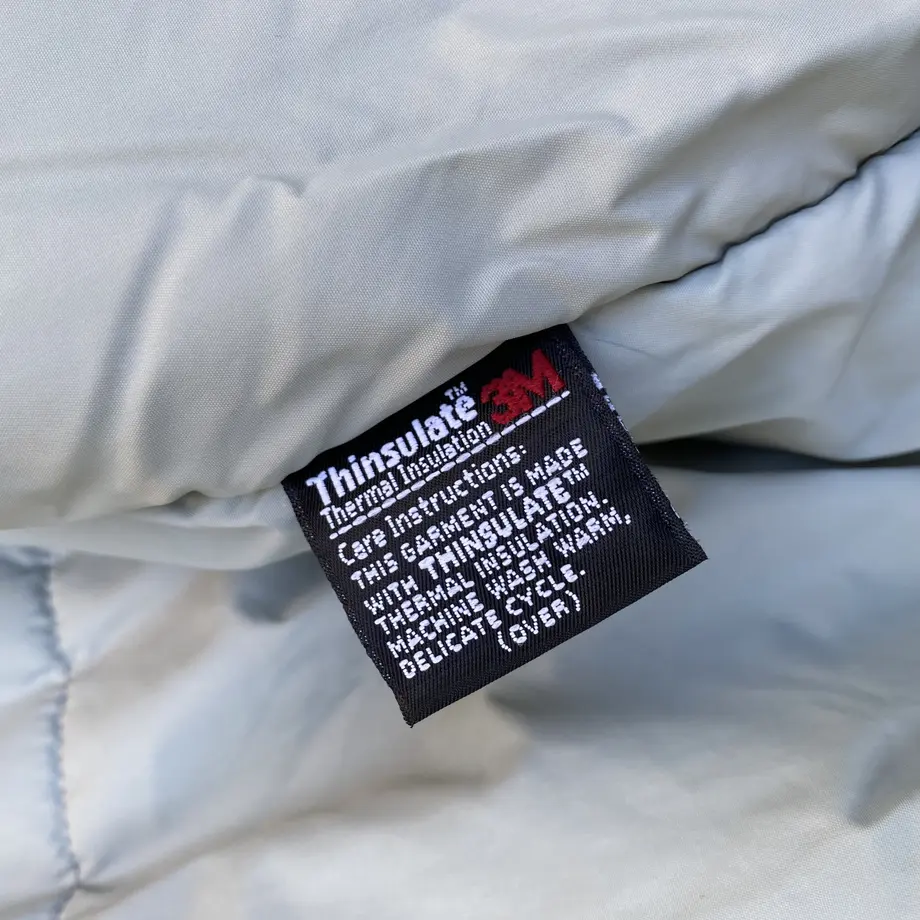 Thinsulate™ 3M
Thermal Insulation
Care Instructions:
THIS GARMENT IS MADE
WITH THINSULATE™
THERMAL INSULATION.
MACHINE WASH WARM,
DELICATE CYCLE.
(OVER)